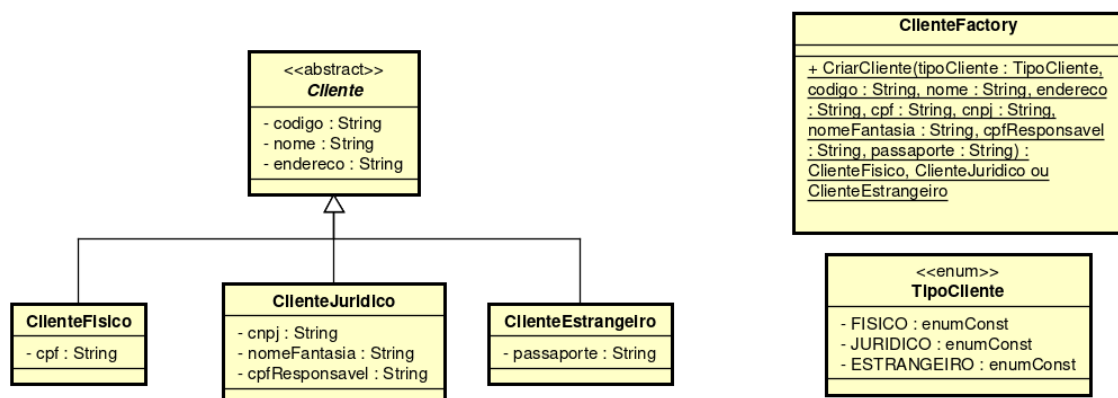 <<abstract>>
Cliente
- codigo : String
- nome : String
- endereco : String
ClienteFisico
- cpf : String
ClienteJuridico
- cnpj : String
- nomeFantasia : String
- cpfResponsavel : String
ClienteEstrangeiro
- passaporte : String
ClienteFactory
+ CriarCliente(tipoCliente : TipoCliente,
codigo : String, nome : String, endereco
: String, cpf : String, cnpj : String,
nomeFantasia : String, cpfResponsavel
: String, passaporte : String) :
ClienteFisico, ClienteJuridico ou
ClienteEstrangeiro
<<enum>>
TipoCliente
- FISICO : enumConst
- JURIDICO : enumConst
- ESTRANGEIRO : enumConst